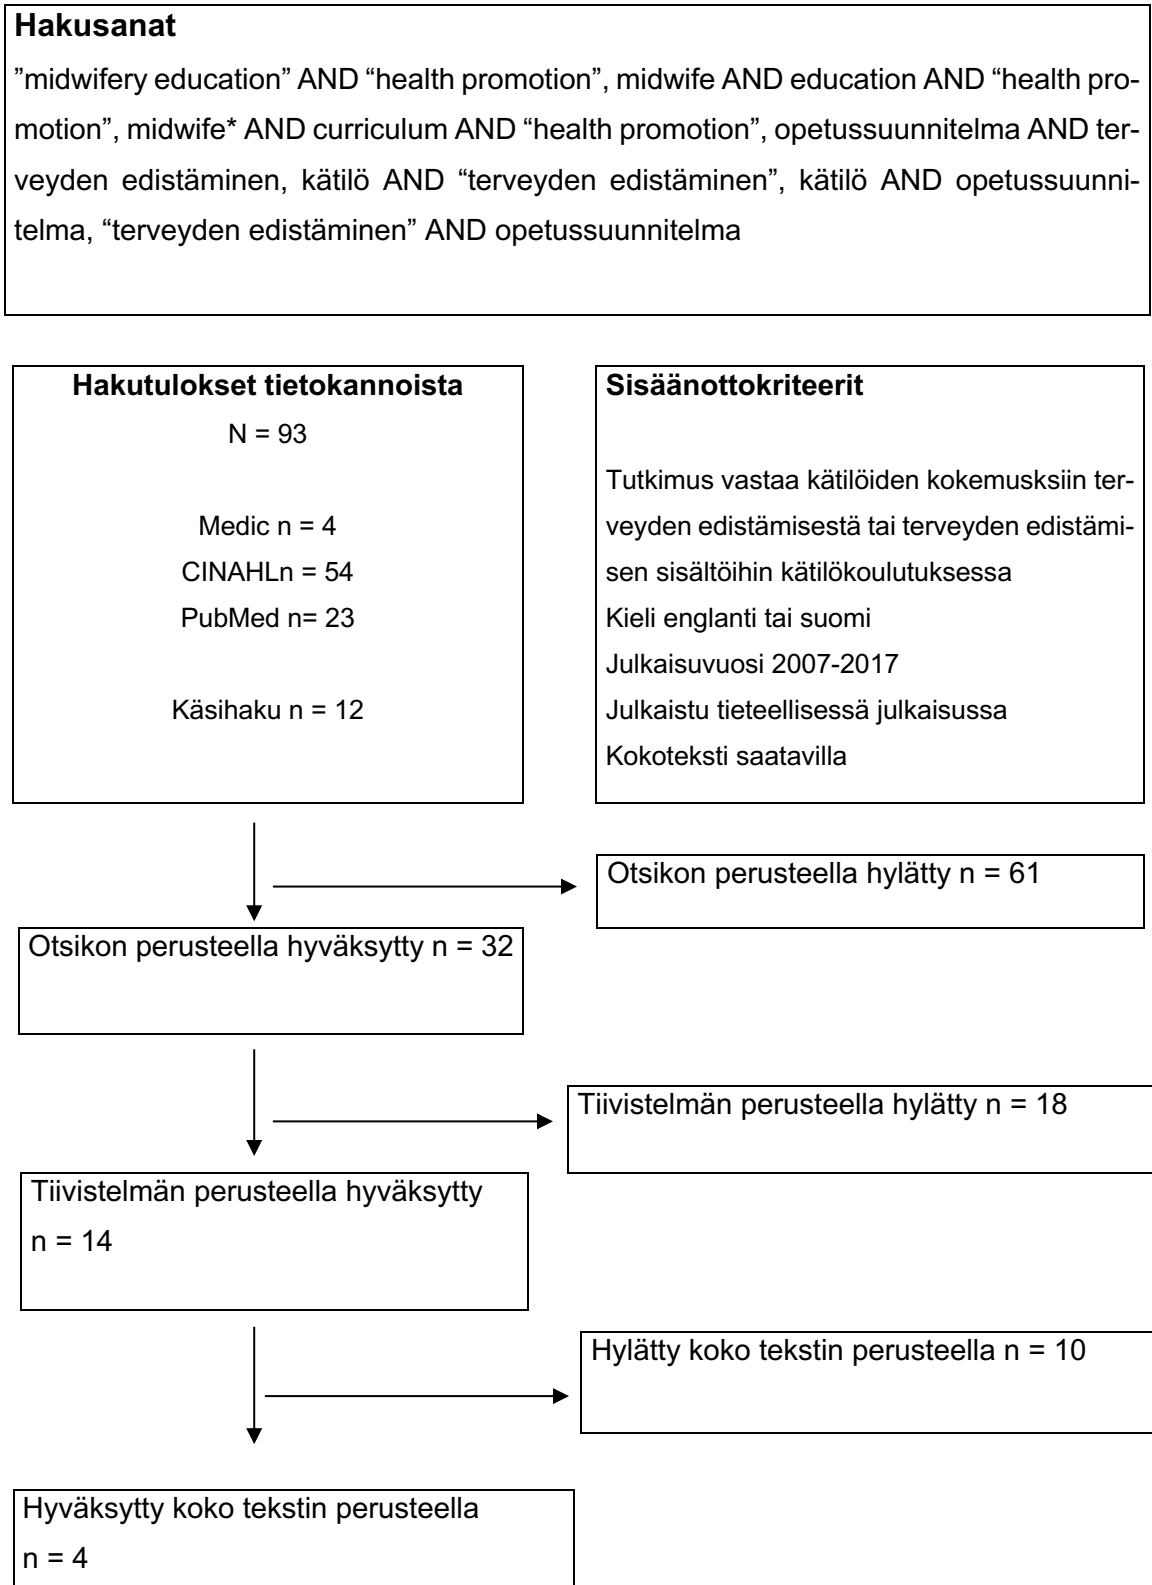 Hakusanat
”midwifery education” AND “health promotion”, midwife AND education AND “health pro-
motion”, midwife* AND curriculum AND “health promotion”, opetussuunnitelma AND ter-
veyden edistäminen, kätilö AND “terveyden edistäminen”, kätilö AND opetussuunni-
telma, “terveyden edistäminen” AND opetussuunnitelma
Hakutulokset tietokannoista
N = 93
Medic n = 4
CINAHLn = 54
PubMed n= 23
Käsihaku n = 12
Sisäänottokriteerit
Tutkimus vastaa kätilöiden kokemusksiin ter-
veyden edistämisestä tai terveyden edistämi-
sen sisältöihin kätilökoulutuksessa
Kieli englanti tai suomi
Julkaisuvuosi 2007-2017
Julkaistu tieteellisessä julkaisussa
Kokoteksti saatavilla
Otsikon perusteella hylätty n = 61
Otsikon perusteella hyväksytty n = 32
Tiivistelmän perusteella hylätty n = 18
Tiivistelmän perusteella hyväksytty
n = 14
Hylätty koko tekstin perusteella n = 10
Hyväksytty koko tekstin perusteella
n = 4